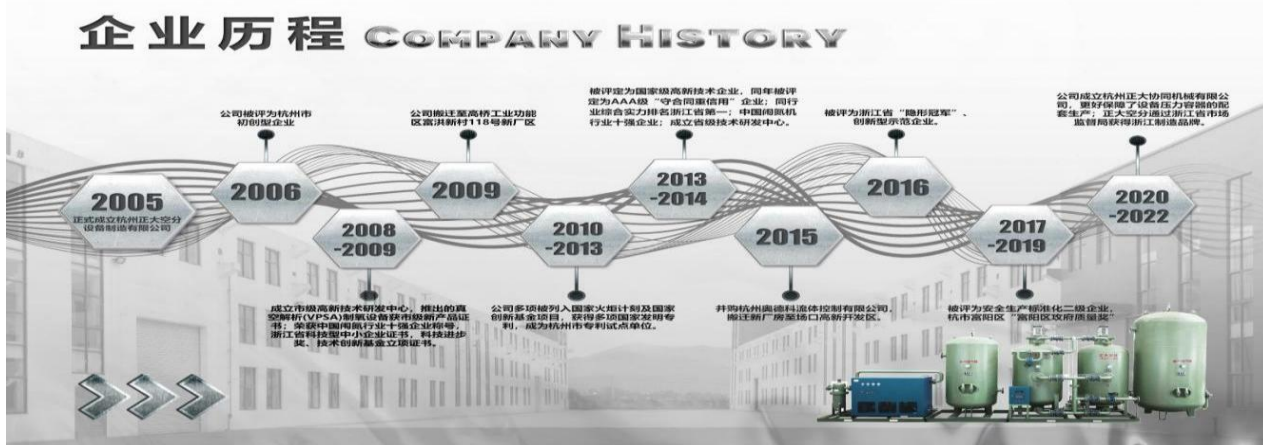 企业历程 COMPANY HISTORY
2005
正式成立杭州正大空分
设备制造有限公司
公司被评为杭州市
初创型企业
2006
2008
-2009
成立市级高新技术研发中心，推出的真
空解析(VPSA)制氧设备获市级新产品证
书；荣获中国阀氮行业十强企业称号，
浙江省科技型中小企业证书，科技进步
奖、技术创新基金立项证书。
公司搬迁至高桥工业功能
区富洪新村118号新厂区
2009
2010
-2013
公司多项被列入国家火炬计划及国家
创新基金项目，获得多项国家发明专
利，成为杭州市专利试点单位。
被评定为国家级高新技术企业，同年被评
定为AAA级“守合同重信用”企业；同行
业综合实力排名浙江省第一；中国阀氮机
行业十强企业；成立省级技术研发中心。
2013
-2014
2015
并购杭州奥德科流体控制有限公司，
搬迁新厂房至场口高新开发区。
被评为浙江省“隐形冠军”、
创新型示范企业。
2016
2017
-2019
被评为安全生产标准化二级企业，
杭市富阳区“富阳区政府质量奖”
公司成立杭州正大协同机械有限公
司，更好保障了设备压力容器的配
套生产；正大空分通过浙江省市场
监督局获得浙江制造品牌。
2020
-2022